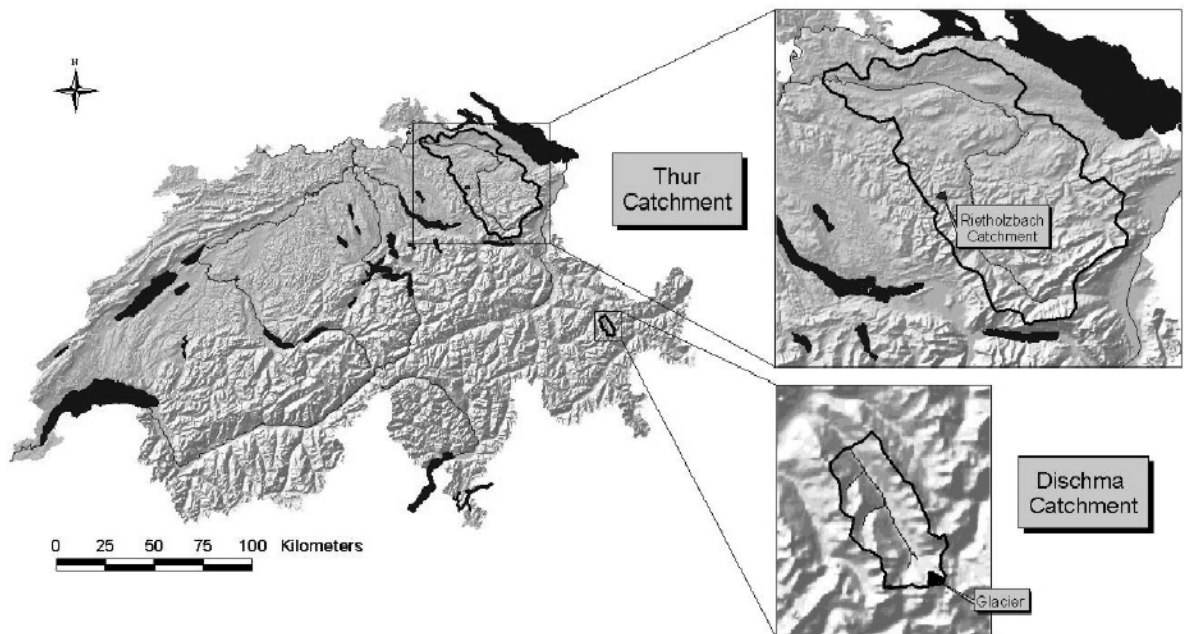 N
Thur
Catchment
Rietholzbach
Catchment
Dischma
Catchment
Glacier
0 25 50 75 100 Kilometers